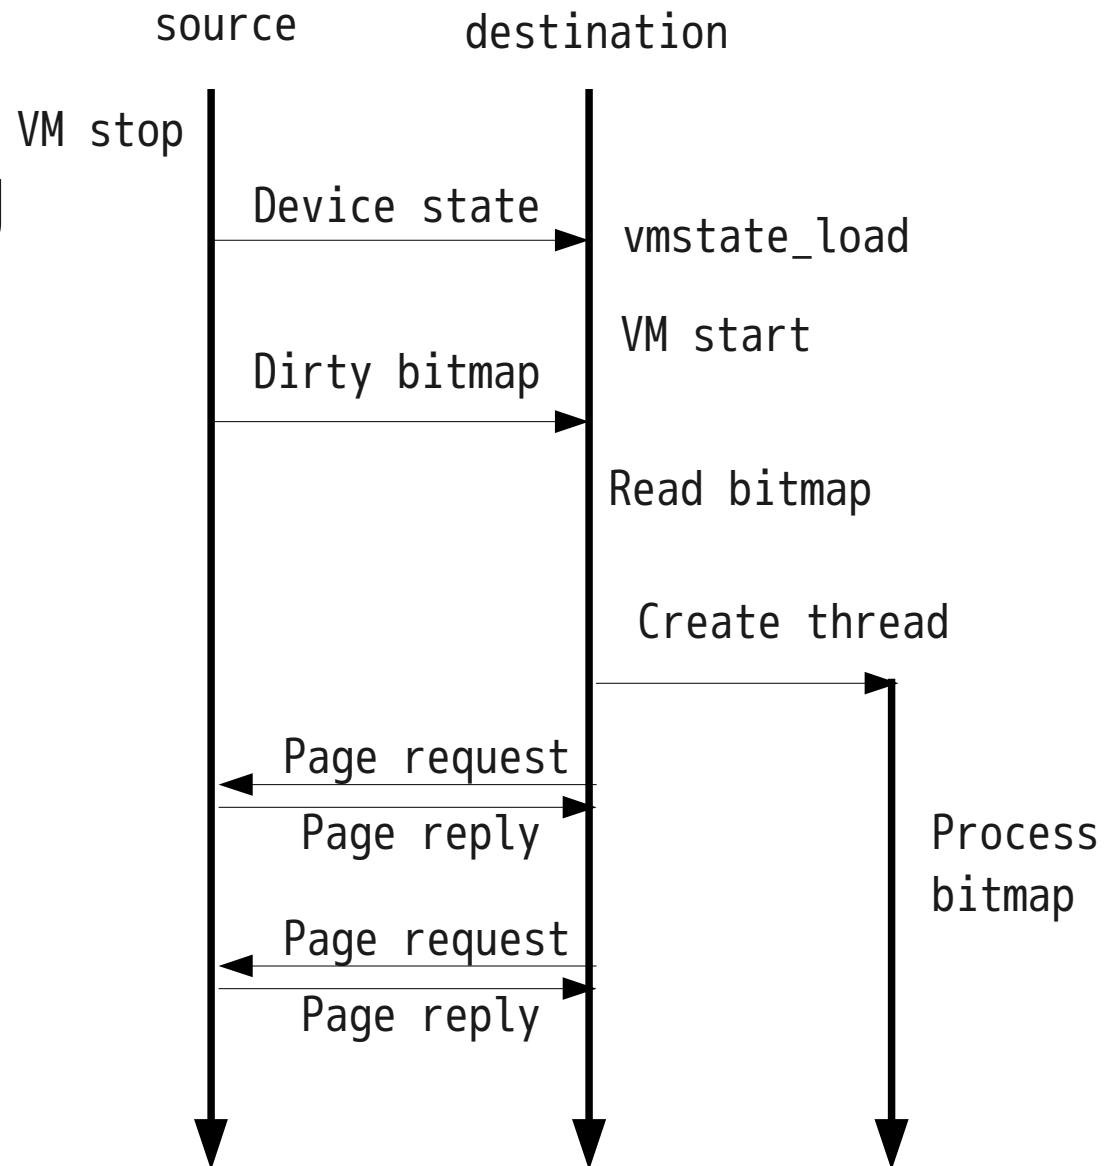 source
destination
VM stop
Device state
vmstate_load
VM start
Dirty bitmap
Read bitmap
Create thread
Page request
Page reply
Process
bitmap
Page request
Page reply